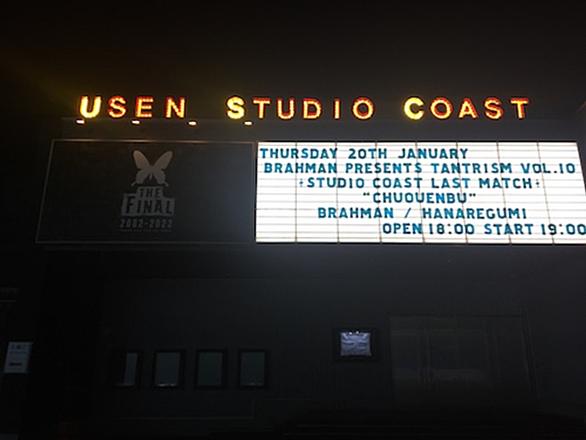 USEN STUDIO COAST
THE
FINAL
2002-2022
THURSDAY 20TH JANUARY
BRAHMAN PRESENTS TANTRISM VOL.10
・STUDIO COAST LAST MATCH・
"CHUOUENBU"
BRAHMAN / HANAREGUMI
OPEN 18:00 START 19:00